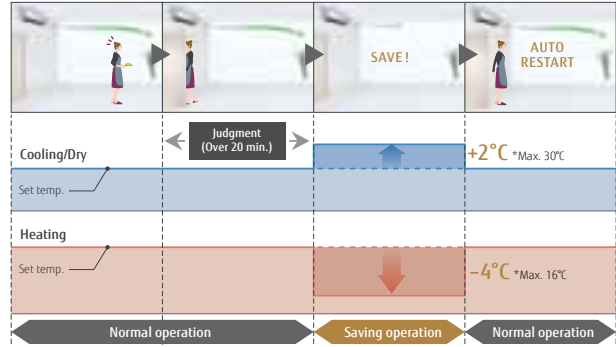 SAVE!
AUTO
RESTART
Judgment
(Over 20 min.)
Cooling/Dry
+2°C *Max. 30°C
Set temp.
Heating
Set temp.
−4°C *Max. 16°C
Normal operation
Saving operation
Normal operation